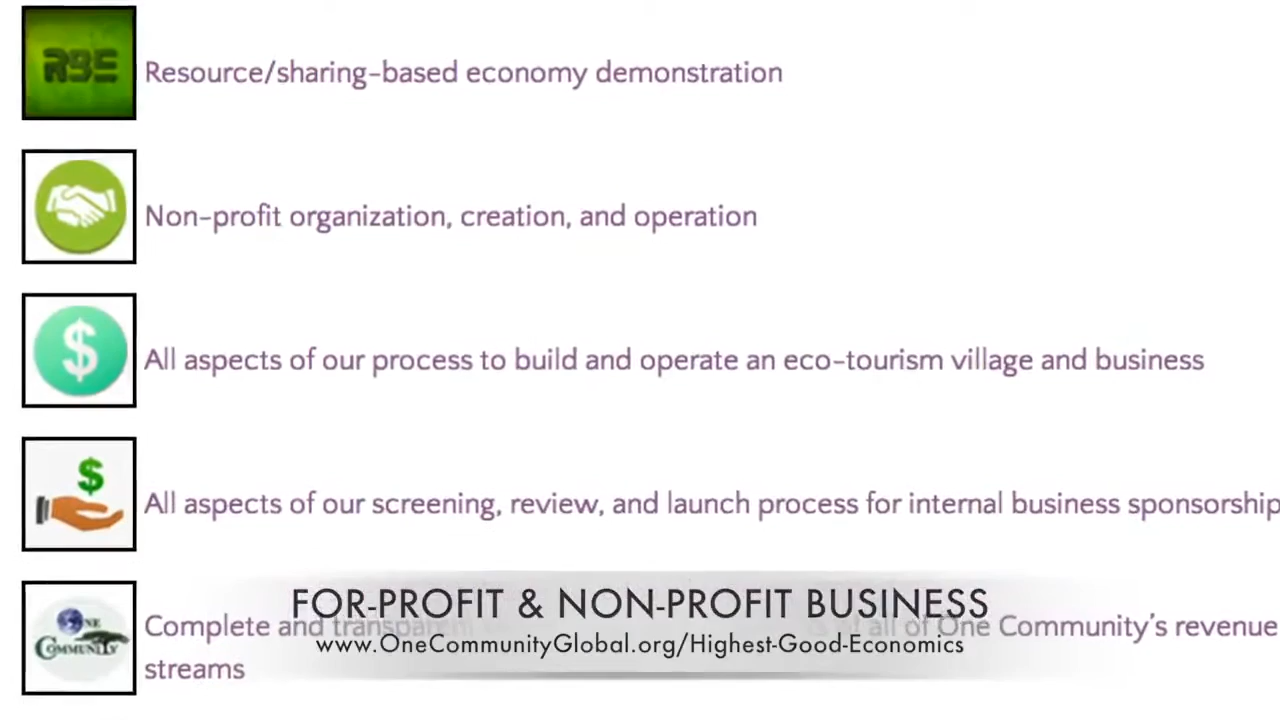 RBE
Resource/sharing-based economy demonstration
Non-profit organization, creation, and operation
$
All aspects of our process to build and operate an eco-tourism village and business
$
All aspects of our screening, review, and launch process for internal business sponsorship
FOR-PROFIT & NON-PROFIT BUSINESS
ONE COMMUNITY
Complete and transparent all of One Community's revenue
www.OneCommunityGlobal.org/Highest-Good-Economics
streams